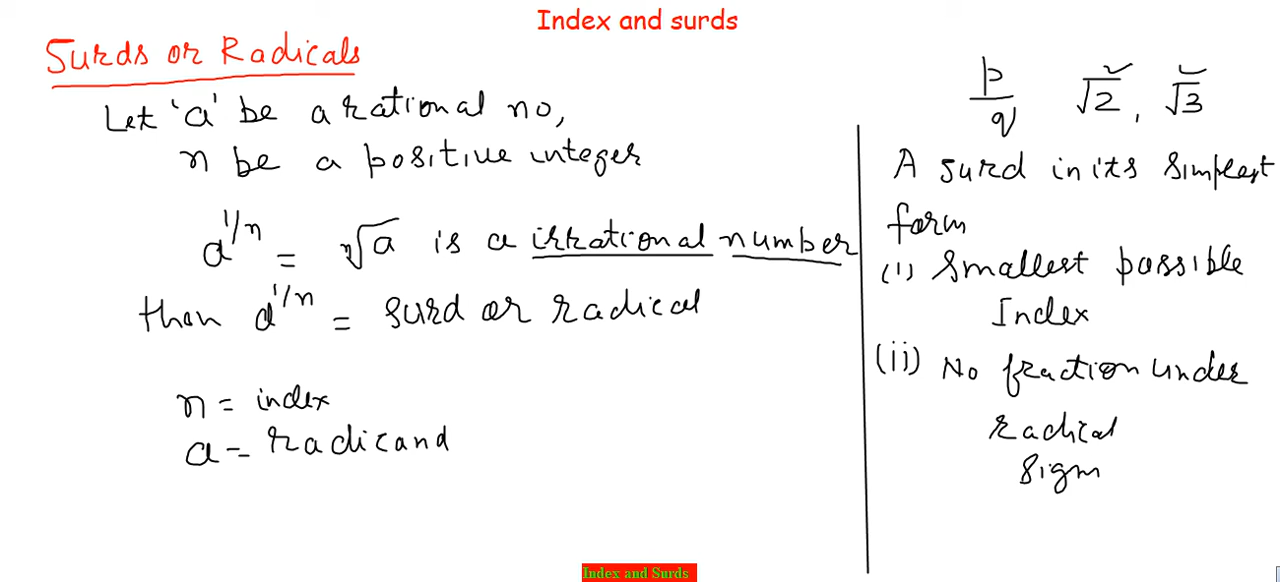 Index and surds
Surds or Radicals
Let 'a' be a rational no,
n be a positive integer
a^{1/n} = ⁿ√a is a irrational number
then a^{1/n} = surd or radical
n = index
a = radicand
p/q √2, √3
A surd in its simplest
form
(i) Smallest possible
Index
(ii) No fraction under
radical
sign
Index and Surds